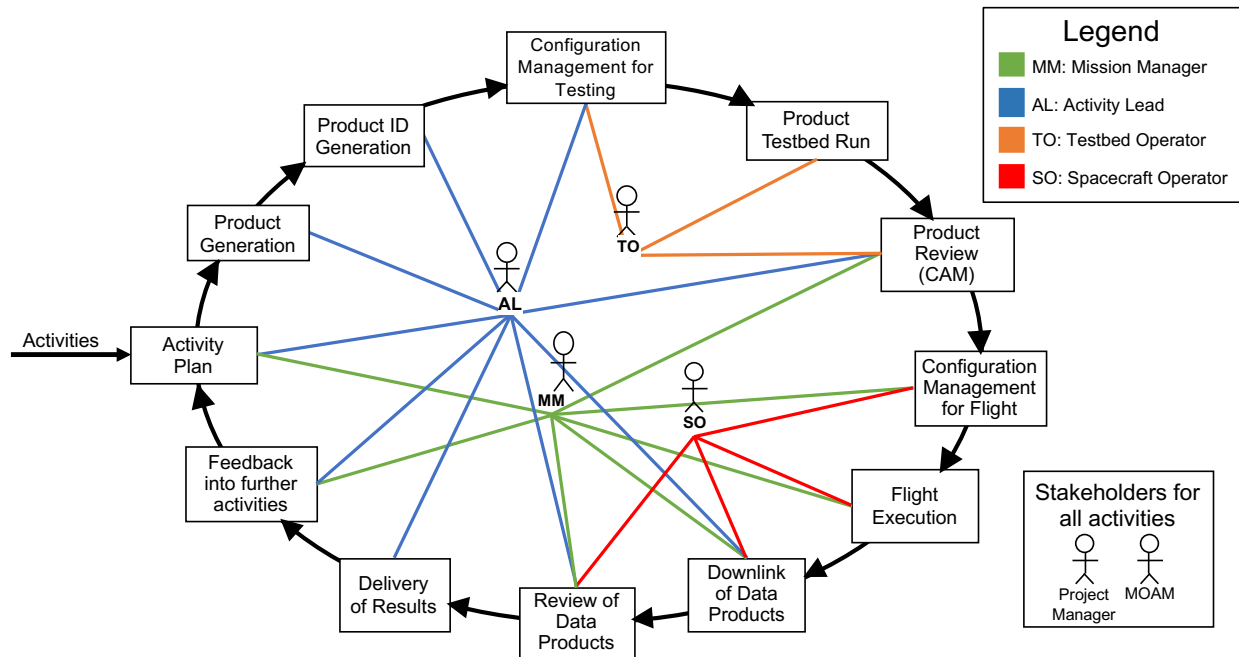 Configuration
Management for
Testing
Legend
MM: Mission Manager
AL: Activity Lead
TO: Testbed Operator
SO: Spacecraft Operator
Product ID
Generation
Product
Testbed Run
Product
Generation
TO
Product
Review
(CAM)
AL
Activities
Activity
Plan
MM
SO
Configuration
Management
for Flight
Feedback
into further
activities
Flight
Execution
Stakeholders for
all activities
Project
Manager
MOAM
Delivery
of Results
Review of
Data
Products
Downlink
of Data
Products